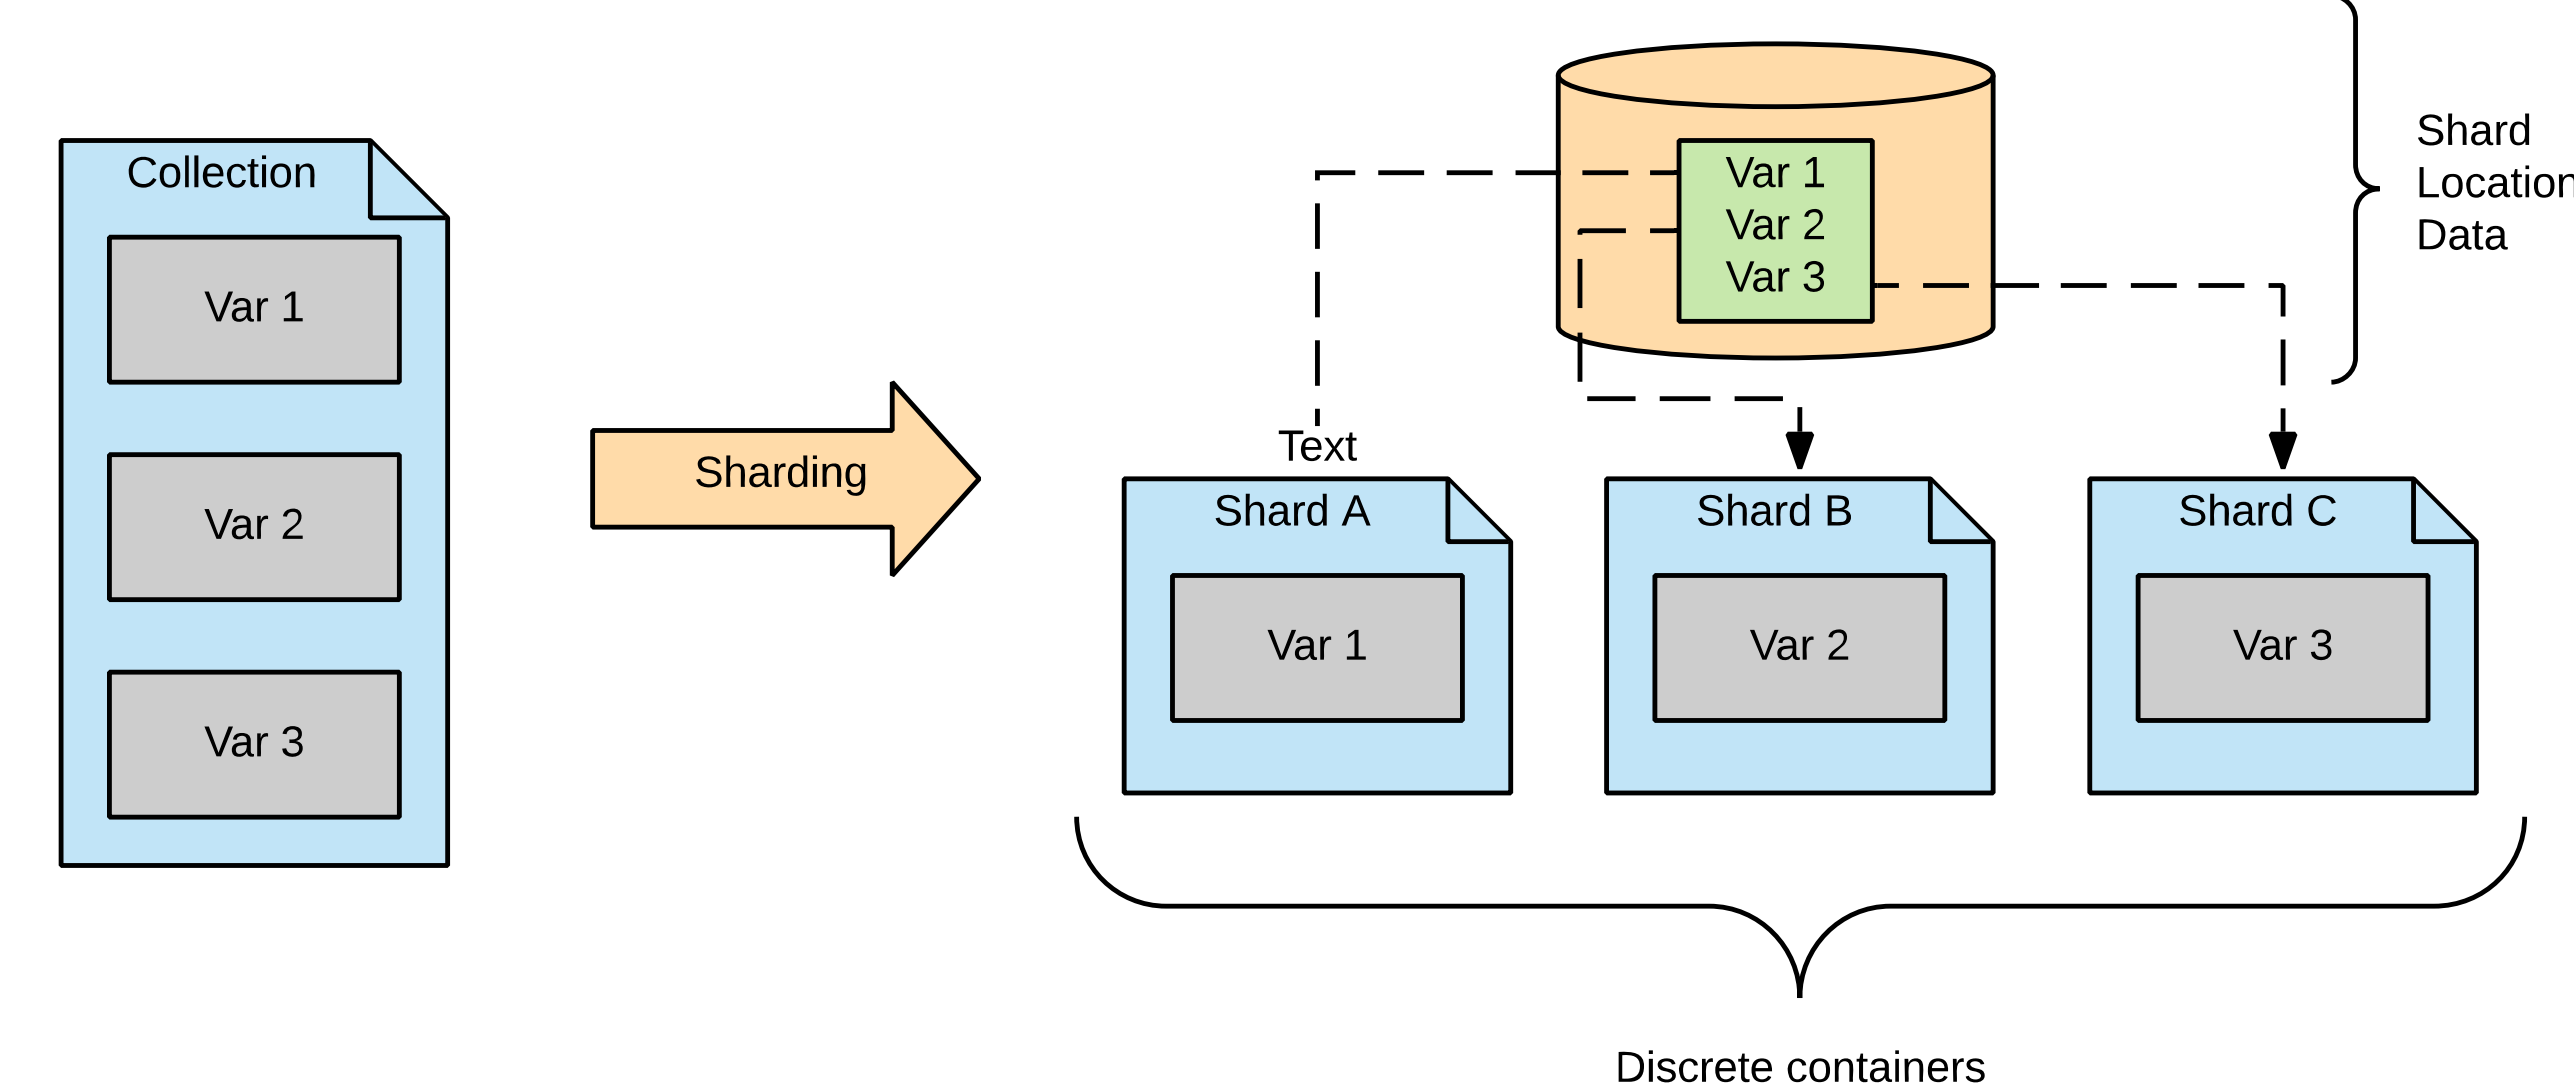 Collection
Var 1
Var 2
Var 3
Sharding
Var 1
Var 2
Var 3
Shard
Location
Data
Text
Shard A
Var 1
Shard B
Var 2
Shard C
Var 3
Discrete containers